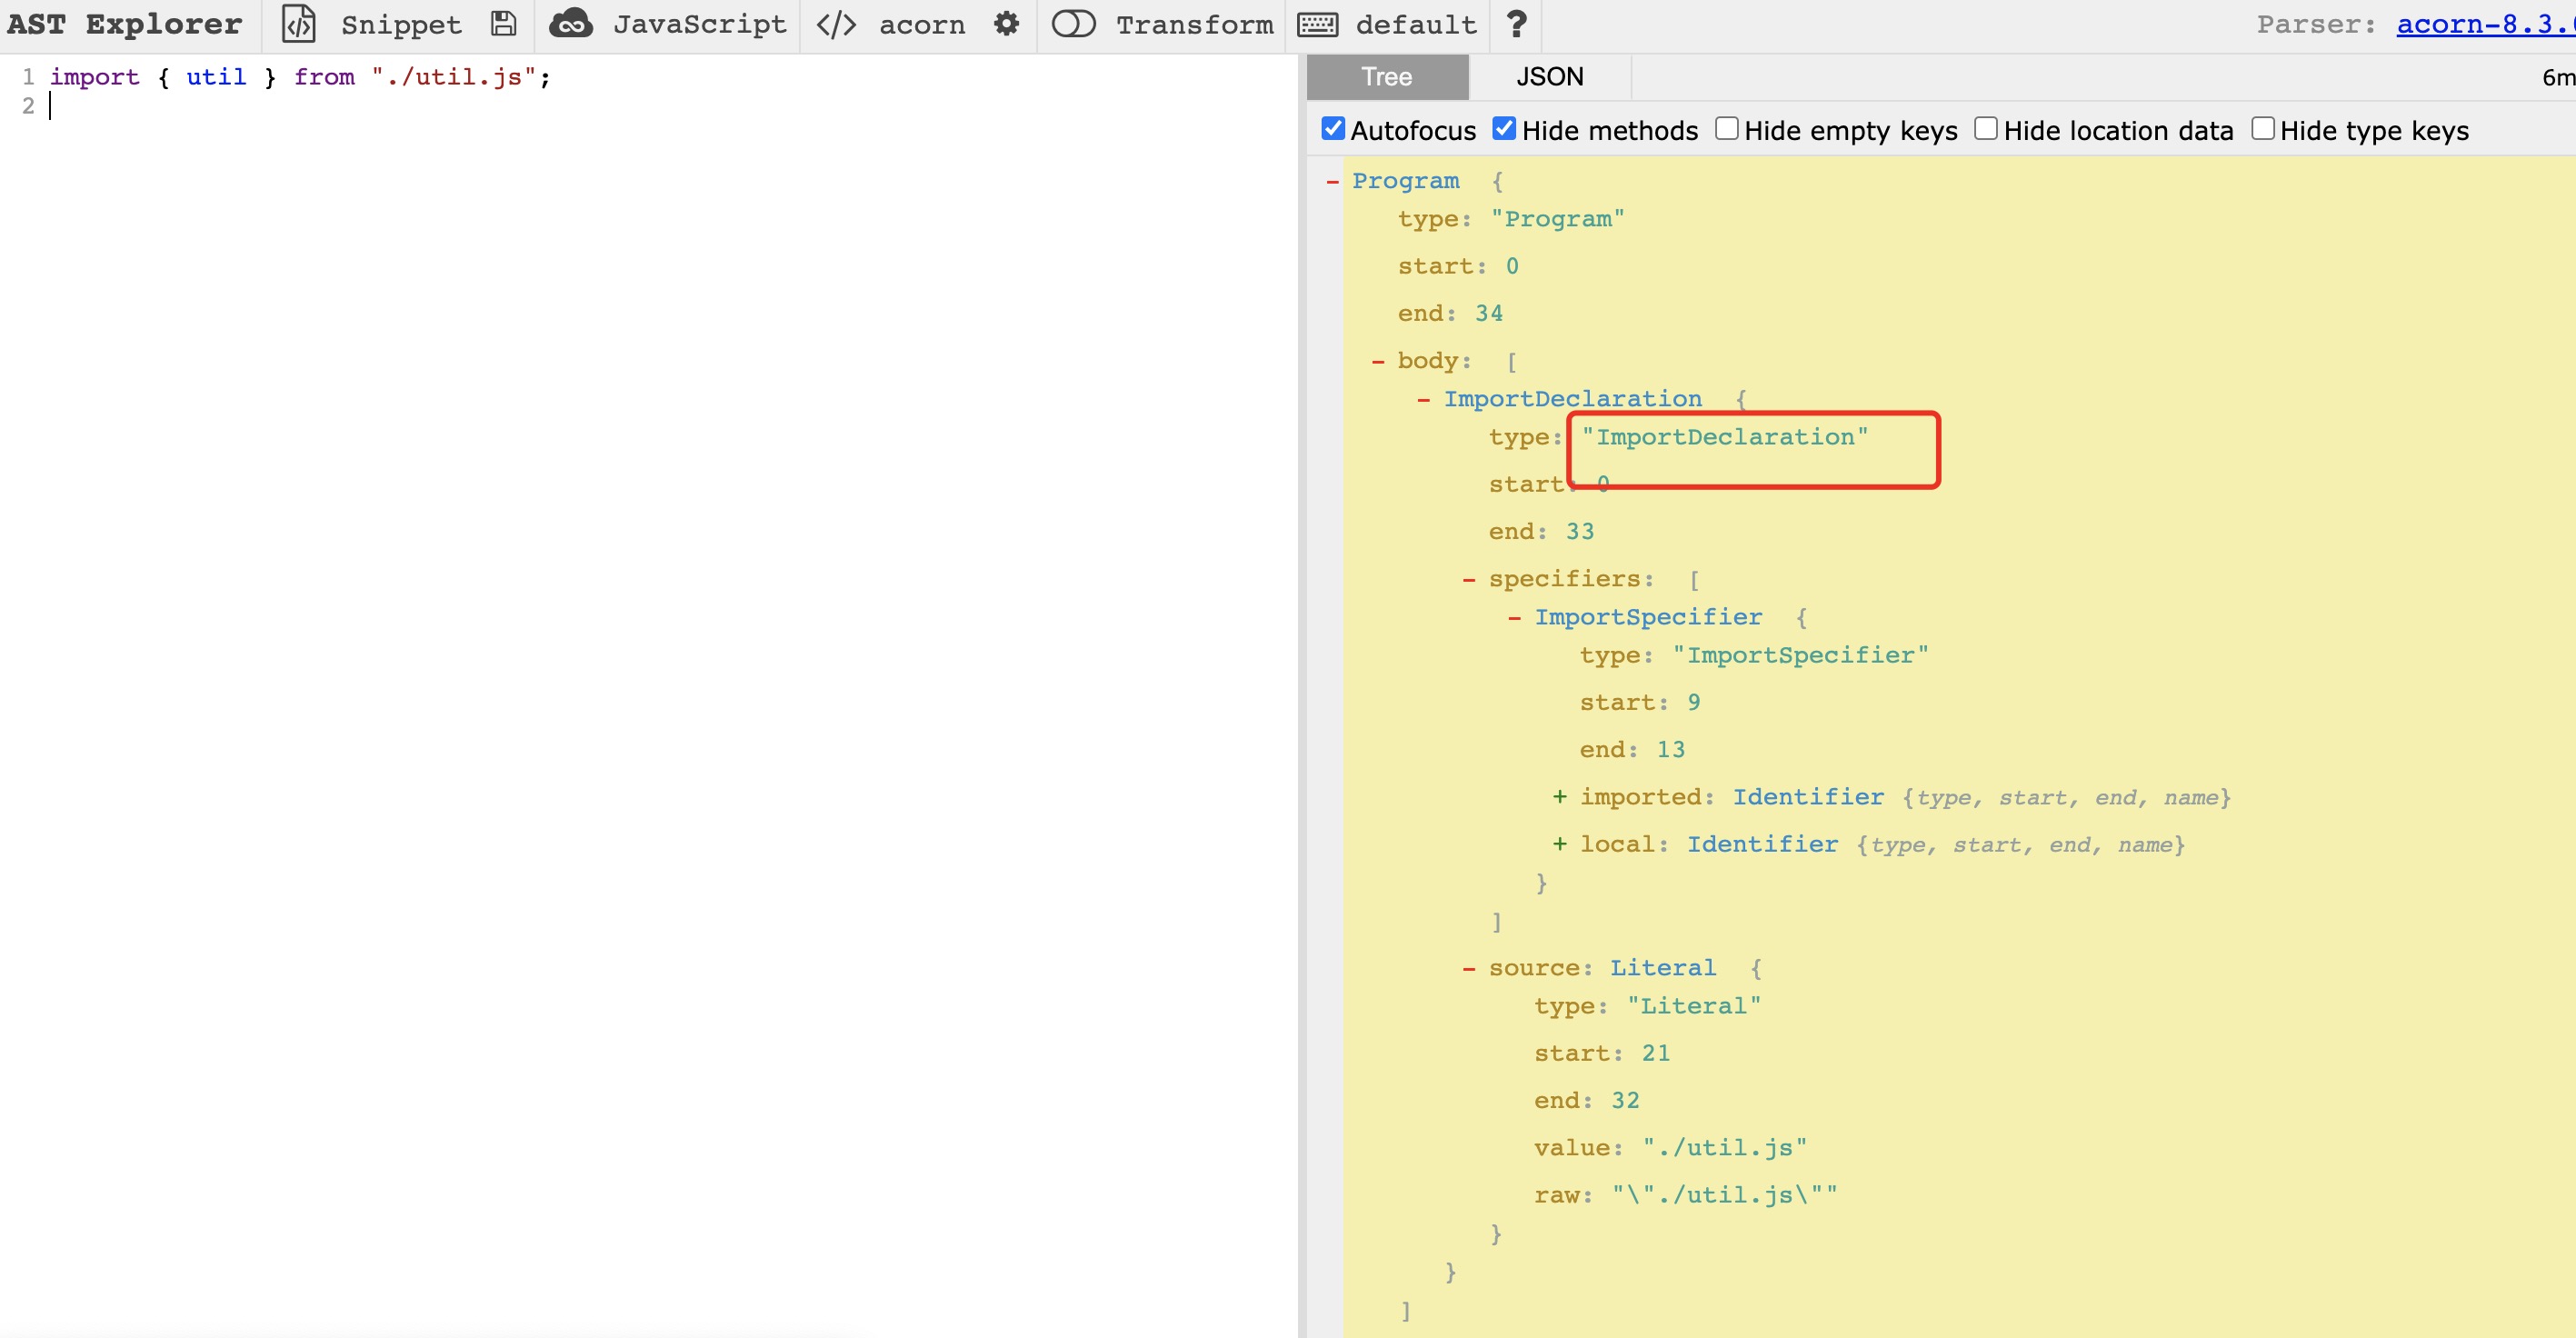 AST Explorer Snippet JavaScript </> acorn Transform default ? Parser: acorn-8.3.
1 import { util } from "./util.js";
2
Tree JSON 6m
Autofocus Hide methods Hide empty keys Hide location data Hide type keys
- Program {
type: "Program"
start: 0
end: 34
- body: [
- ImportDeclaration {
type: "ImportDeclaration"
start: 0
end: 33
- specifiers: [
- ImportSpecifier {
type: "ImportSpecifier"
start: 9
end: 13
+ imported: Identifier {type, start, end, name}
+ local: Identifier {type, start, end, name}
}
]
- source: Literal {
type: "Literal"
start: 21
end: 32
value: "./util.js"
raw: "\"./util.js\""
}
}
]